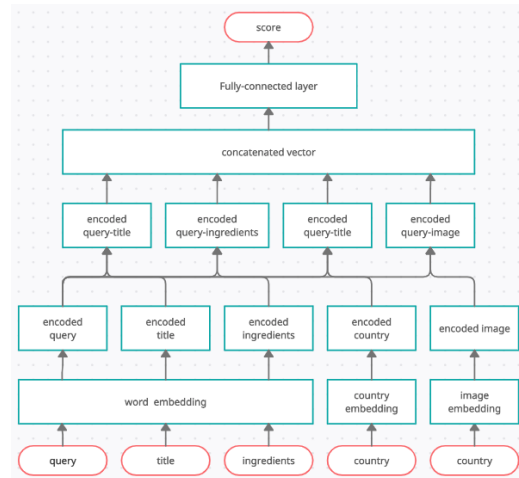 score
Fully-connected layer
concatenated vector
encoded
query-title
encoded
query-ingredients
encoded
query-title
encoded
query-image
encoded
query
encoded
title
encoded
ingredients
encoded
country
encoded image
word embedding
country
embedding
image
embedding
query
title
ingredients
country
country